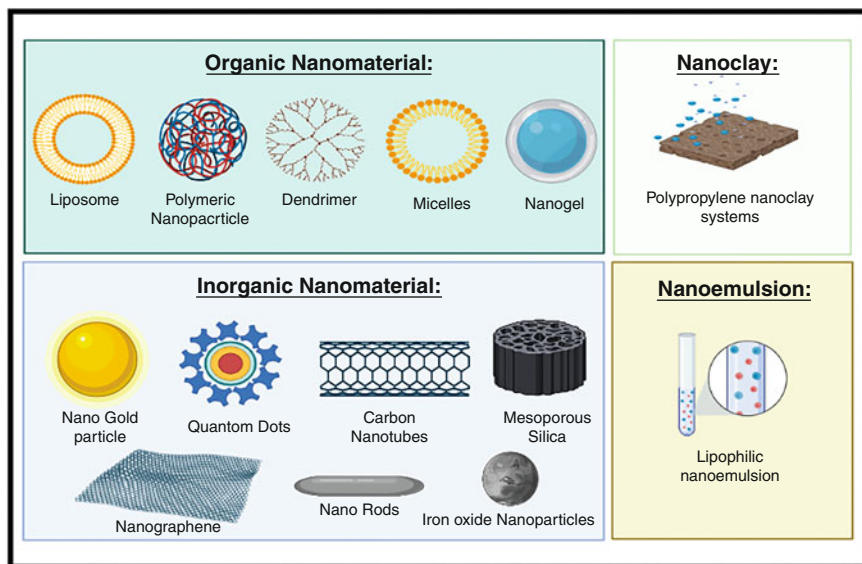 Organic Nanomaterial:
Liposome
Polymeric
Nanopacrticle
Dendrimer
Micelles
Nanogel
Nanoclay:
Polypropylene nanoclay
systems
Inorganic Nanomaterial:
Nano Gold
particle
Quantom Dots
Carbon
Nanotubes
Mesoporous
Silica
Nanographene
Nano Rods
Iron oxide Nanoparticles
Nanoemulsion:
Lipophilic
nanoemulsion